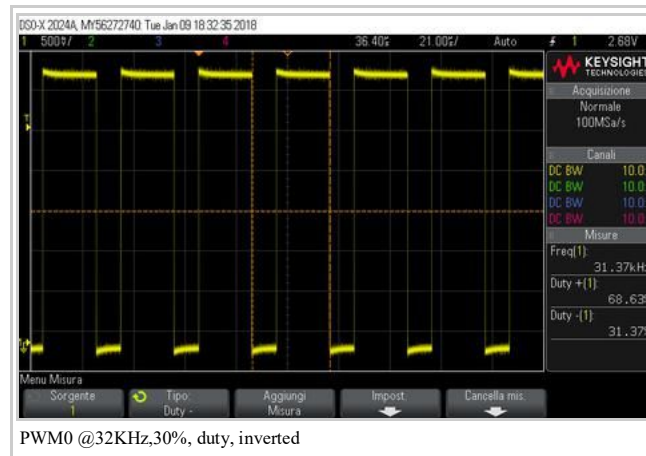 DSO-X 2024A, MY56272740: Tue Jan 09 18:32:35 2018
1 500♈/ 2 3 4 36.40s 21.00s/ Auto 1 2.68V
KEYSIGHT
TECHNOLOGIES
Acquisizione
Normale
100MSa/s
Canali
DC BW 10.0:
DC BW 10.0:
DC BW 10.0:
DC BW 10.0:
Misure
Freq(1):
31.37kHz
Duty +(1):
68.63%
Duty -(1):
31.37%
Menu Misura
Sorgente Tipo: Aggiungi Impost. Cancella mis.
1 Duty - Misura
PWM0 @32KHz,30%, duty, inverted